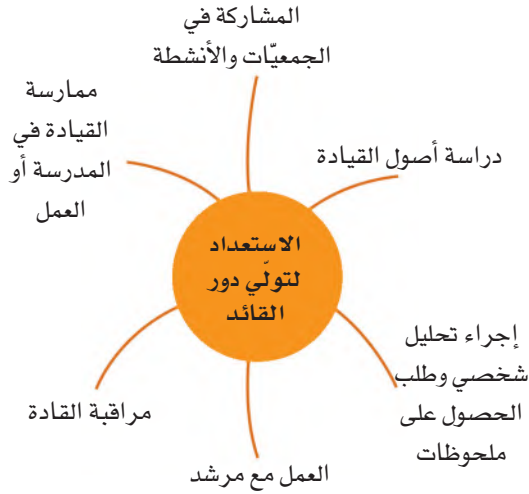 المشاركة في
الجمعيّات والأنشطة
دراسة أصول القيادة
إجراء تحليل
شخصي وطلب
الحصول على
ملحوظات
العمل مع مرشد
مراقبة القادة
ممارسة
القيادة في
المدرسة أو
العمل
الاستعداد
لتولّي دور
القائد